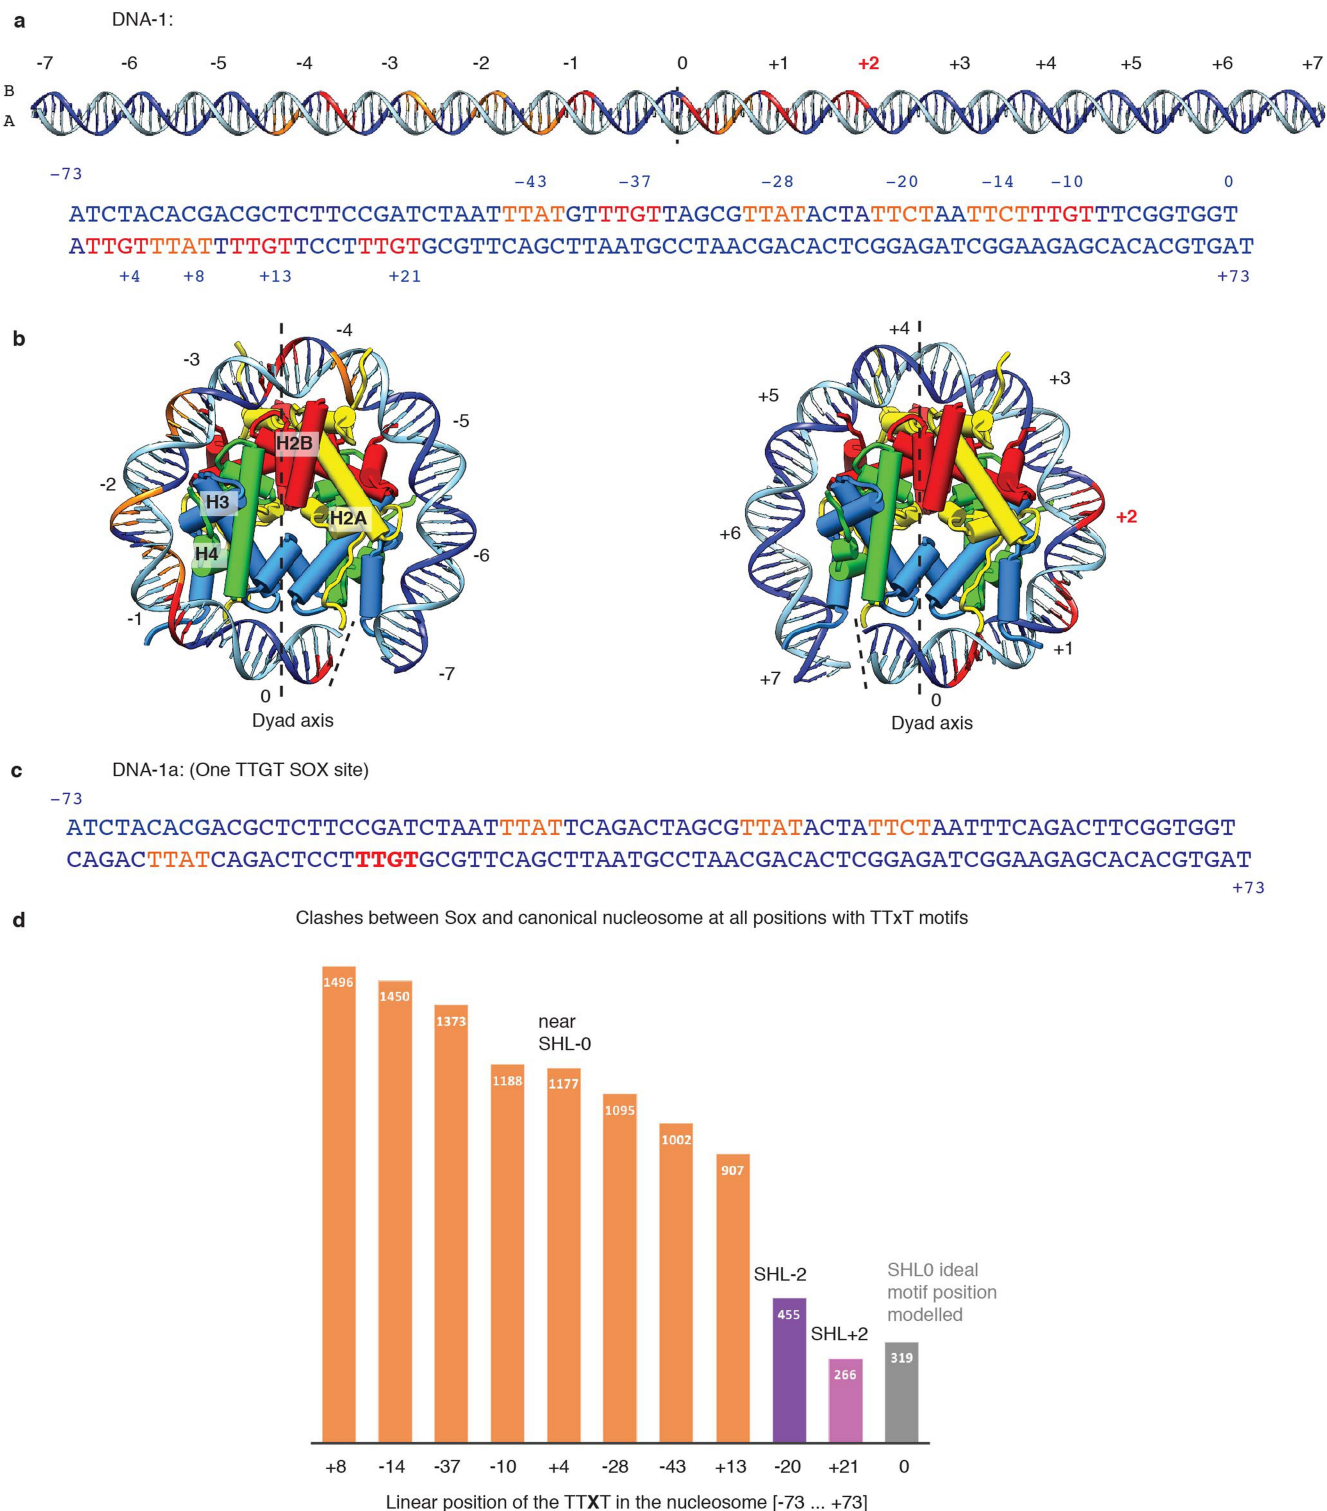 a DNA-1:
-7 -6 -5 -4 -3 -2 -1 0 +1 +2 +3 +4 +5 +6 +7
B
A
−73 −43 −37 −28 −20 −14 −10 0
ATCTACACGACGCTCTTCCGATCTAATTTATGTTTGTTAGCGTTATACTATTCTAATTCTTTGTTTCGGTGGT
ATTGTTTATTTTGTTCCTTTGTGCGTTCAGCTTAATGCCTAACGACACTCGGAGATCGGAAGAGCACACGTGAT
+4 +8 +13 +21 +73
b
-4 +4
-3 +3
+5
-5
H2B
-2 H3 H2A +2
+6
H4 -6
-1
+1
-7 +7
0 0
Dyad axis Dyad axis
c DNA-1a: (One TTGT SOX site)
−73
ATCTACACGACGCTCTTCCGATCTAATTTATTCAGACTAGCGTTATACTATTCTAATTTCAGACTTCGGTGGT
CAGACTTATCAGACTCCTTTGTGCGTTCAGCTTAATGCCTAACGACACTCGGAGATCGGAAGAGCACACGTGAT
+73
d Clashes between Sox and canonical nucleosome at all positions with TTxT motifs
1496
1450
1373
near
SHL-0
1188
1177
1095
1002
907
SHL-2
455
SHL+2
266
SHL0 ideal
motif position
modelled
319
+8 -14 -37 -10 +4 -28 -43 +13 -20 +21 0
Linear position of the TTXT in the nucleosome [-73 ... +73]